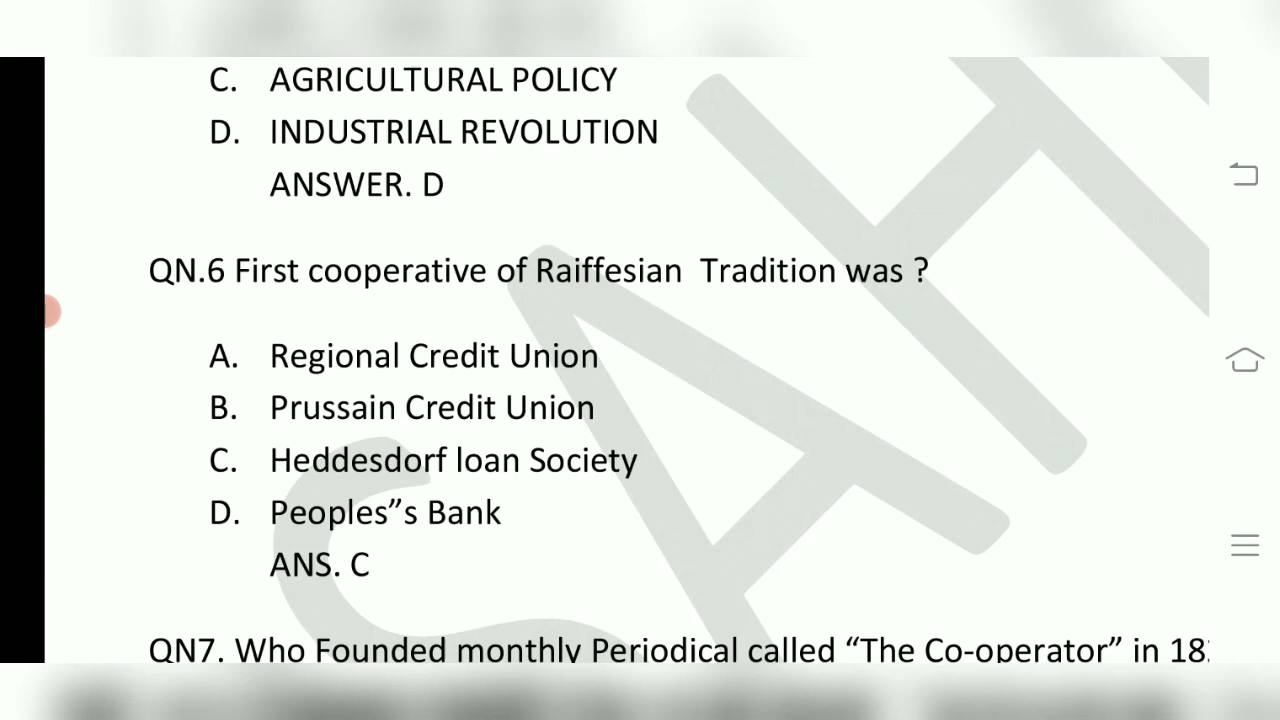 C. AGRICULTURAL POLICY
D. INDUSTRIAL REVOLUTION
ANSWER. D
QN.6 First cooperative of Raiffesian Tradition was ?
A. Regional Credit Union
B. Prussain Credit Union
C. Heddesdorf loan Society
D. Peoples”s Bank
ANS. C
QN7. Who Founded monthly Periodical called “The Co-operator” in 18
SAH